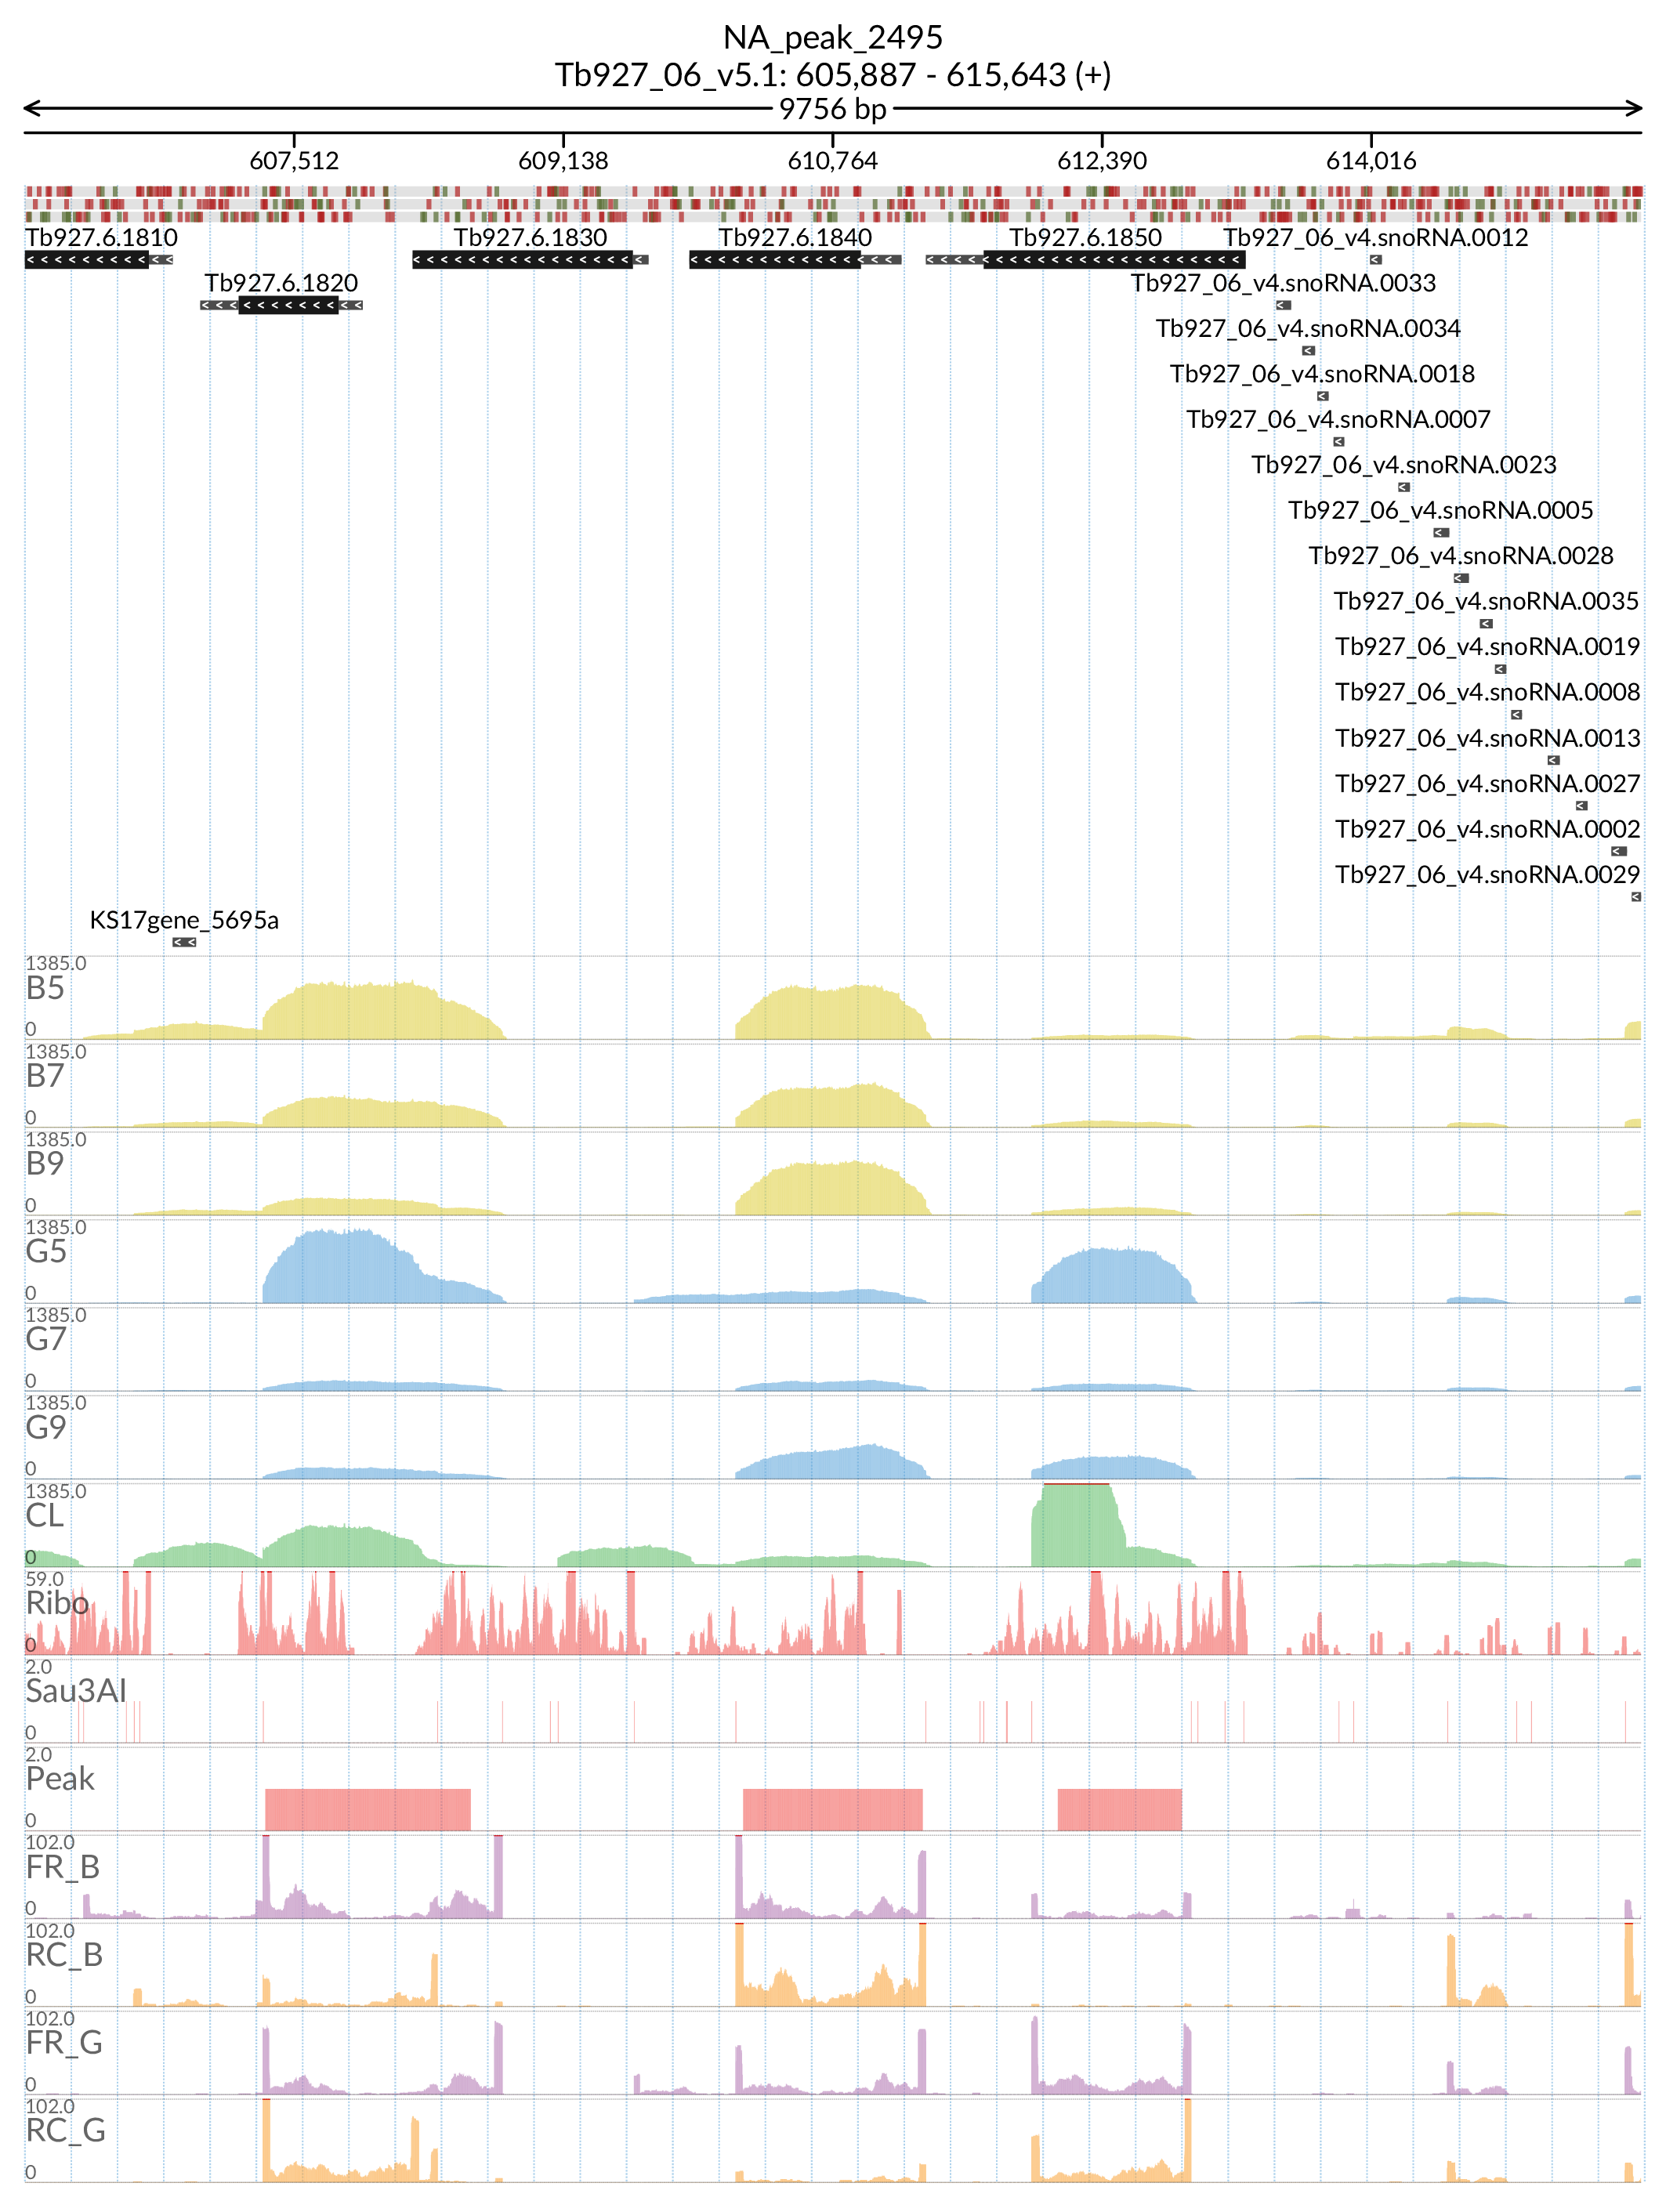 NA_peak_2495
Tb927_06_v5.1: 605,887 - 615,643 (+)
9756 bp
607,512 609,138 610,764 612,390 614,016
Tb927.6.1810 Tb927.6.1830 Tb927.6.1840 Tb927.6.1850 Tb927_06_v4.snoRNA.0012
Tb927.6.1820 Tb927_06_v4.snoRNA.0033
Tb927_06_v4.snoRNA.0034
Tb927_06_v4.snoRNA.0018
Tb927_06_v4.snoRNA.0007
Tb927_06_v4.snoRNA.0023
Tb927_06_v4.snoRNA.0005
Tb927_06_v4.snoRNA.0028
Tb927_06_v4.snoRNA.0035
Tb927_06_v4.snoRNA.0019
Tb927_06_v4.snoRNA.0008
Tb927_06_v4.snoRNA.0013
Tb927_06_v4.snoRNA.0027
Tb927_06_v4.snoRNA.0002
Tb927_06_v4.snoRNA.0029
KS17gene_5695a
1385.0
B5
0
1385.0
B7
0
1385.0
B9
0
1385.0
G5
0
1385.0
G7
0
1385.0
G9
0
1385.0
CL
0
59.0
Ribo
0
2.0
Sau3AI
0
2.0
Peak
0
102.0
FR_B
0
102.0
RC_B
0
102.0
FR_G
0
102.0
RC_G
0